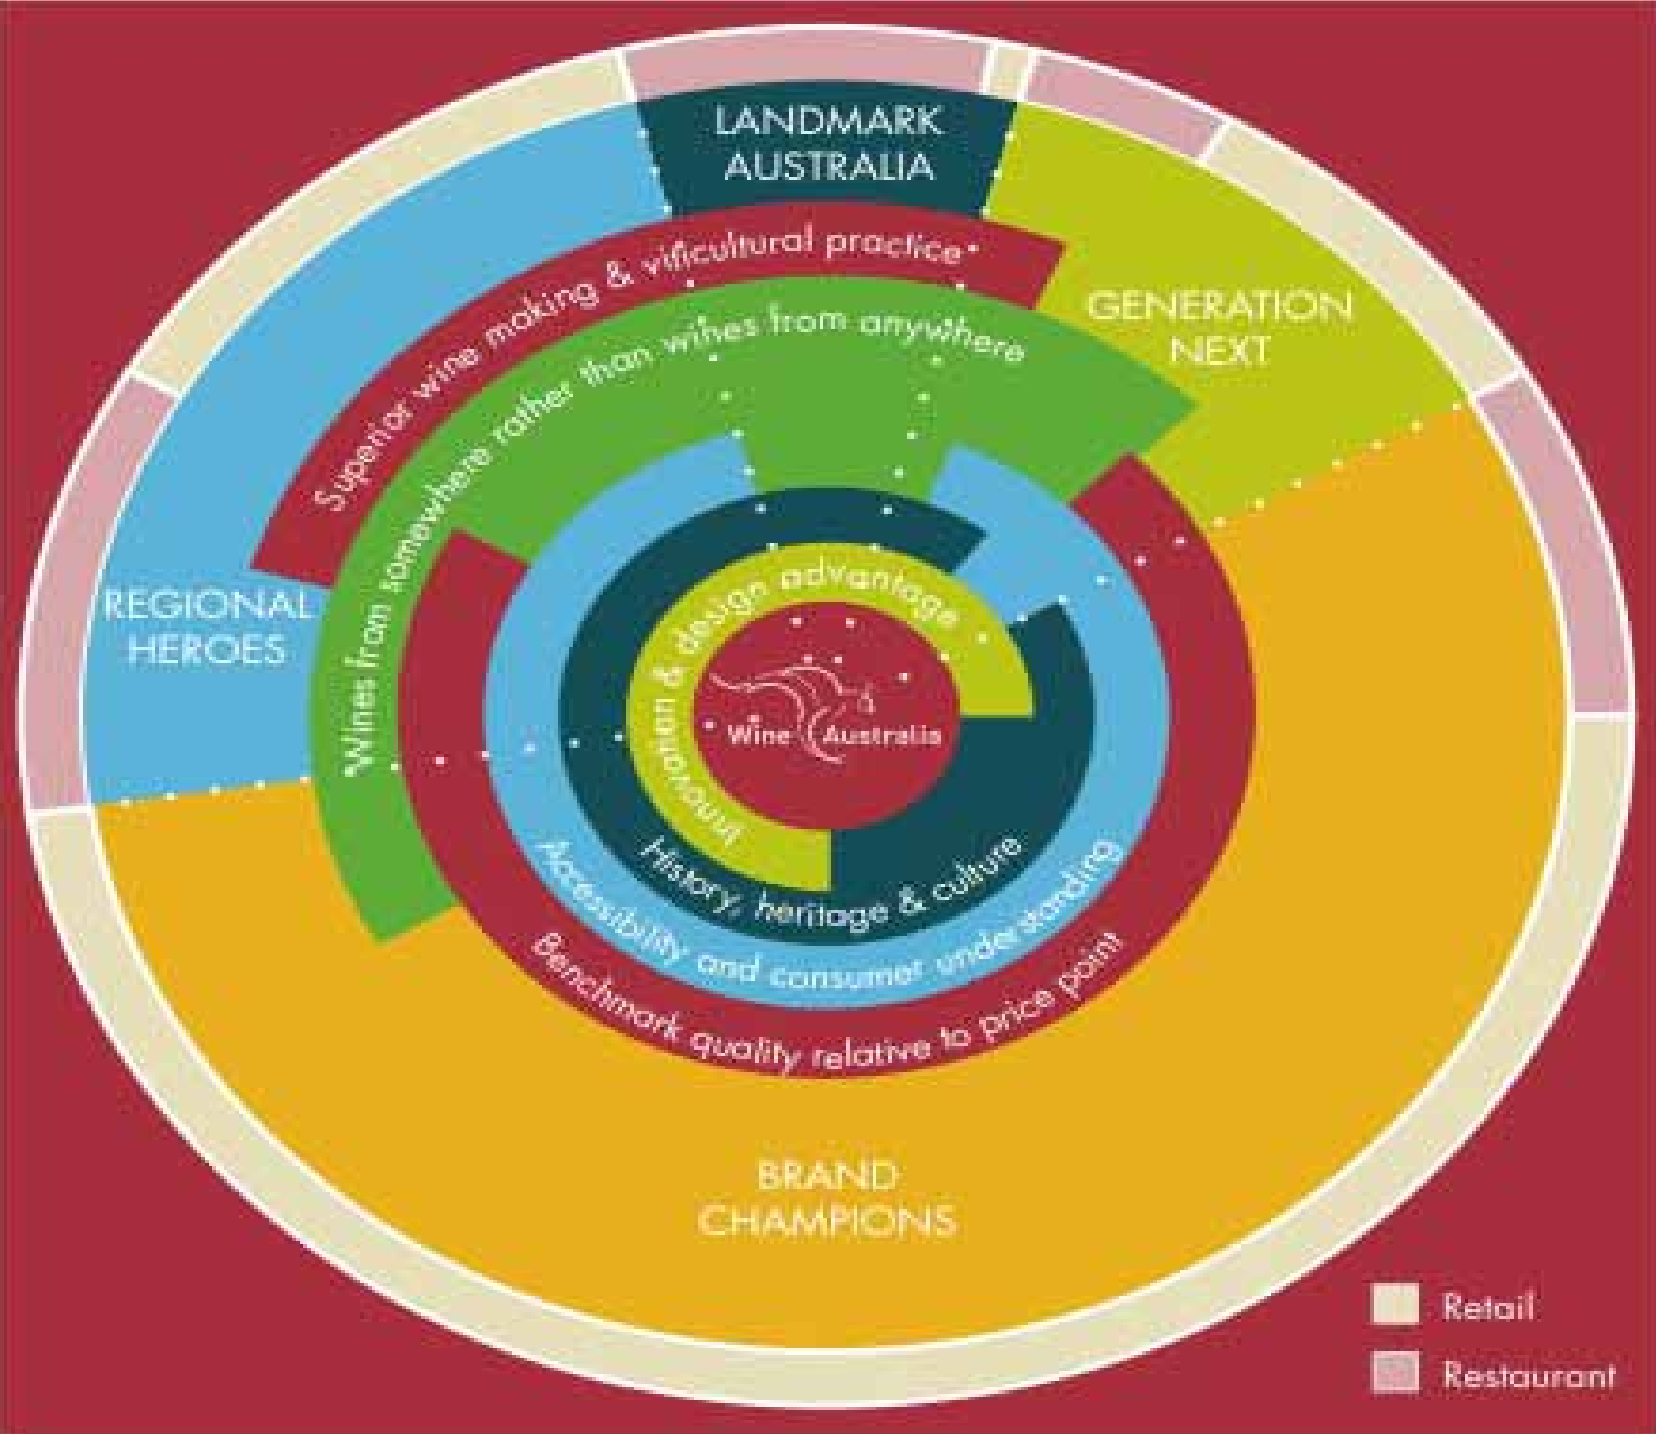 LANDMARK
AUSTRALIA
Superior wine making & viticultural practice*
GENERATION
NEXT
Wines from somewhere rather than wines from anywhere
REGIONAL
HEROES
Innovation & design advantage
Wine Australia
History, heritage & culture
Accessibility and consumer understanding
Benchmark quality relative to price point
BRAND
CHAMPIONS
Retail
Restaurant